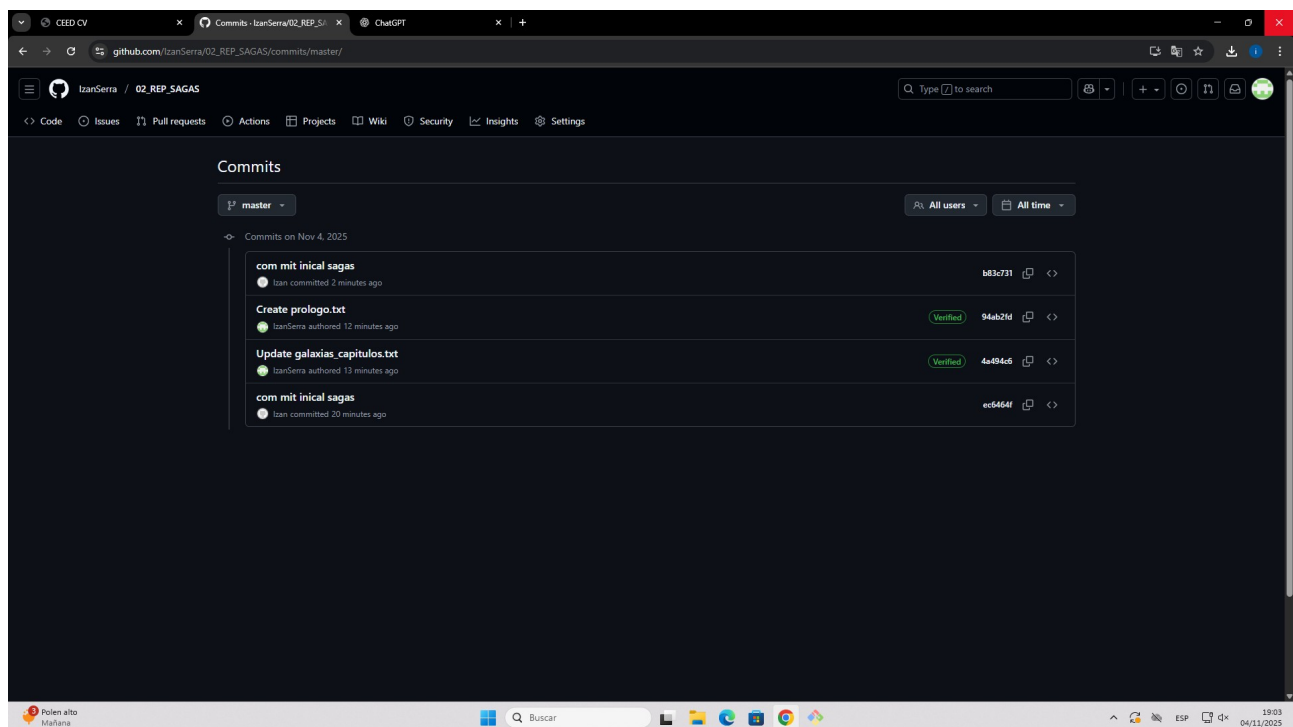 CEED CV
Commits · IzanSerra/02_REP_SA
ChatGPT
github.com/IzanSerra/02_REP_SAGAS/commits/master/
IzanSerra / 02_REP_SAGAS
Type / to search
Code Issues Pull requests Actions Projects Wiki Security Insights Settings
Commits
master
All users All time
Commits on Nov 4, 2025
com mit inical sagas
Izan committed 2 minutes ago
b83c731
Create prologo.txt
IzanSerra authored 12 minutes ago
Verified 94ab2fd
Update galaxias_capitulos.txt
IzanSerra authored 13 minutes ago
Verified 4a494c6
com mit inical sagas
Izan committed 20 minutes ago
ec6464f
3
Polen alto
Mañana
Buscar
ESP
19:03
04/11/2025